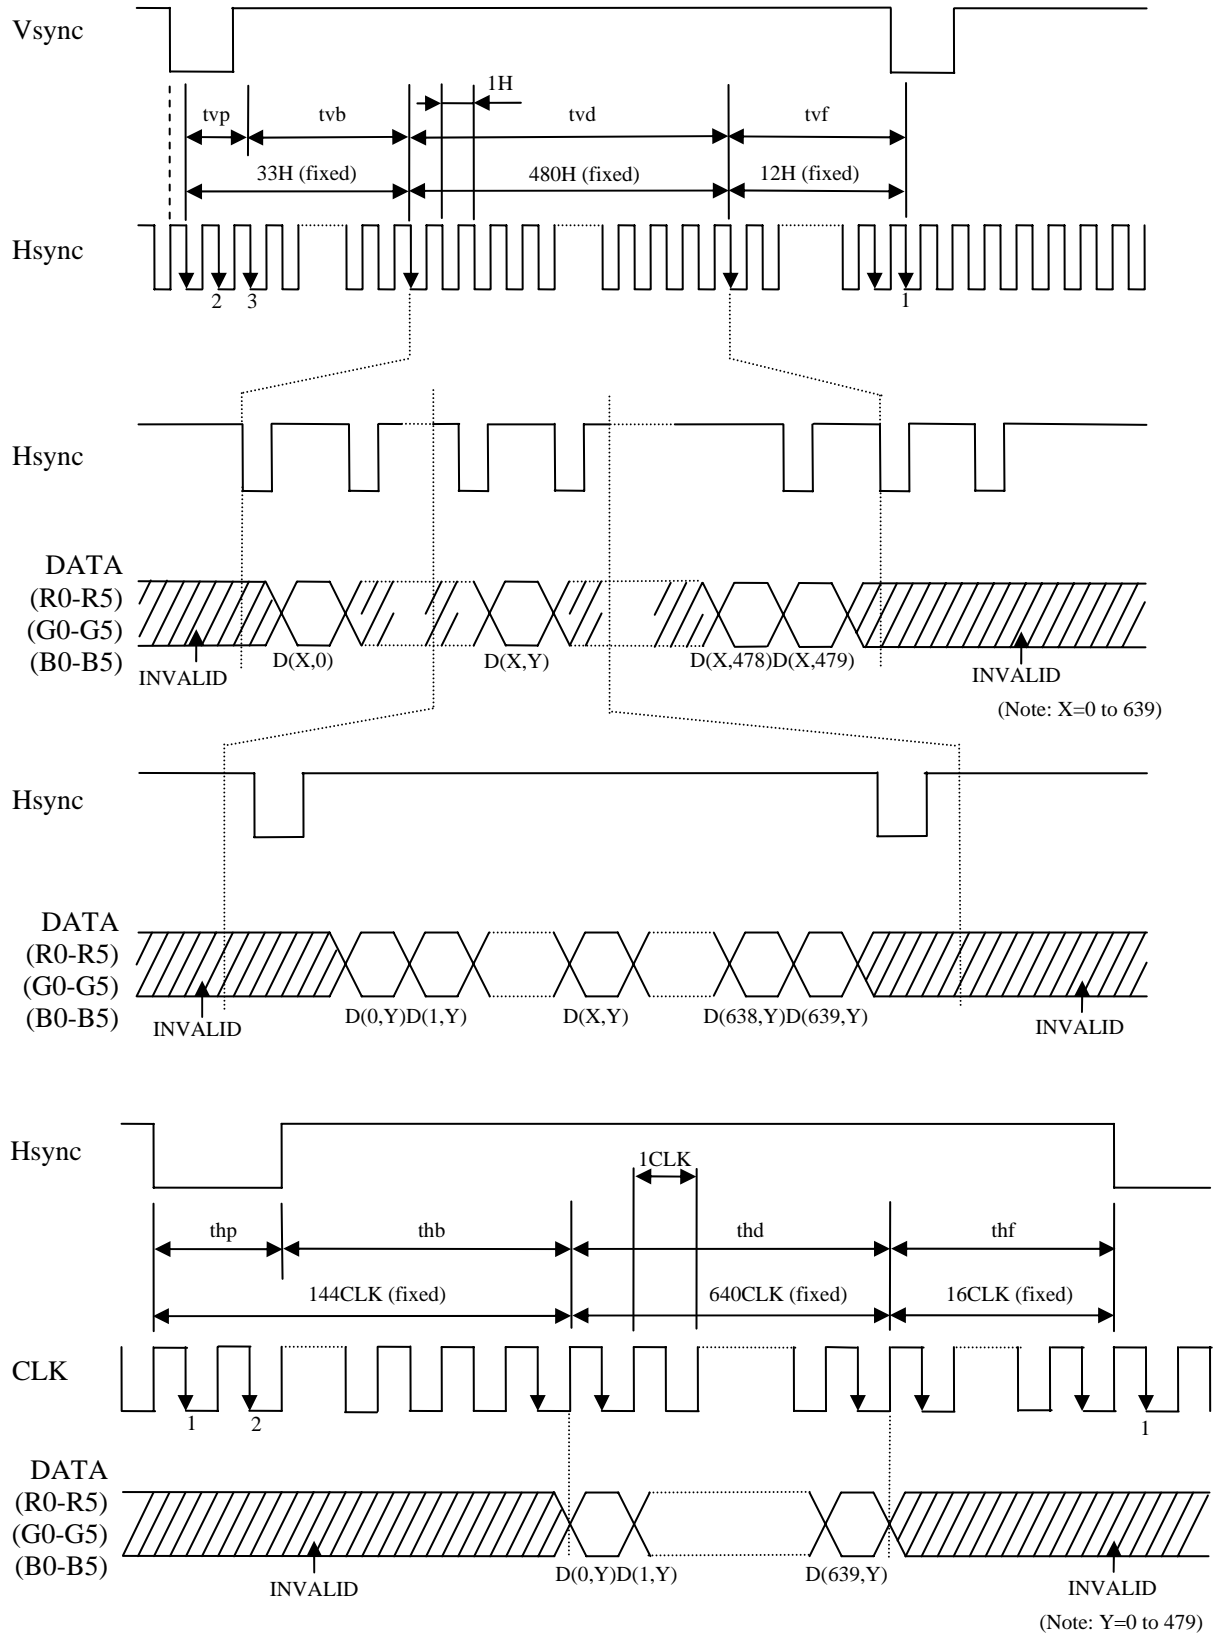 Vsync
1H
tvp tvb tvd tvf
33H (fixed) 480H (fixed) 12H (fixed)
Hsync
2 3 1
Hsync
DATA
(R0-R5)
(G0-G5)
(B0-B5)
D(X,0) D(X,Y) D(X,478)D(X,479)
INVALID INVALID
(Note: X=0 to 639)
Hsync
DATA
(R0-R5)
(G0-G5)
(B0-B5)
D(0,Y)D(1,Y) D(X,Y) D(638,Y)D(639,Y)
INVALID INVALID
Hsync
1CLK
thp thb thd thf
144CLK (fixed) 640CLK (fixed) 16CLK (fixed)
CLK
1 2 1
DATA
(R0-R5)
(G0-G5)
(B0-B5)
D(0,Y)D(1,Y) D(639,Y)
INVALID INVALID
(Note: Y=0 to 479)